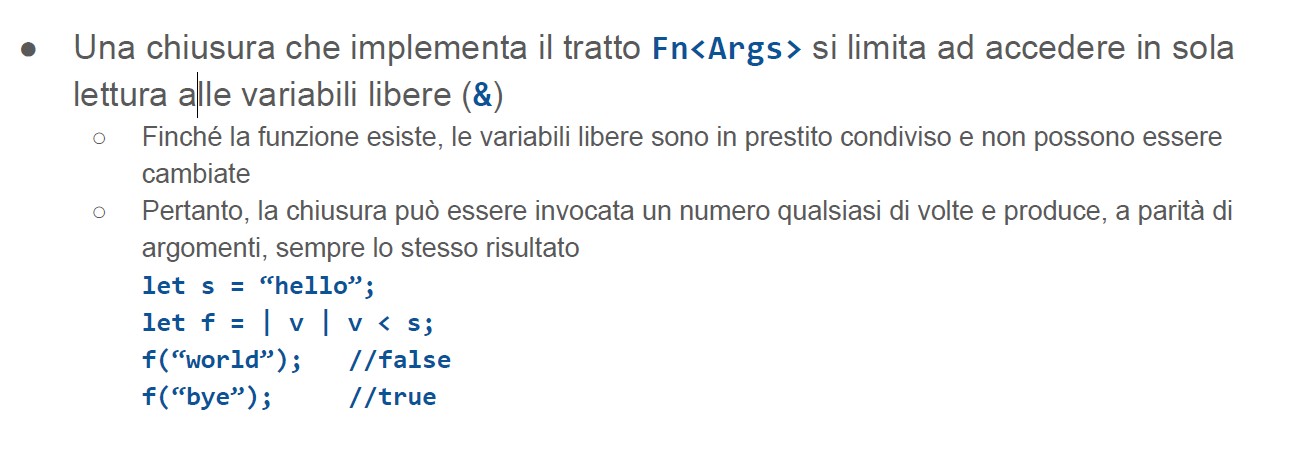 ● Una chiusura che implementa il tratto Fn<Args> si limita ad accedere in sola
lettura alle variabili libere (&)
○ Finché la funzione esiste, le variabili libere sono in prestito condiviso e non possono essere
cambiate
○ Pertanto, la chiusura può essere invocata un numero qualsiasi di volte e produce, a parità di
argomenti, sempre lo stesso risultato
let s = “hello”;
let f = | v | v < s;
f(“world”);   //false
f(“bye”);     //true